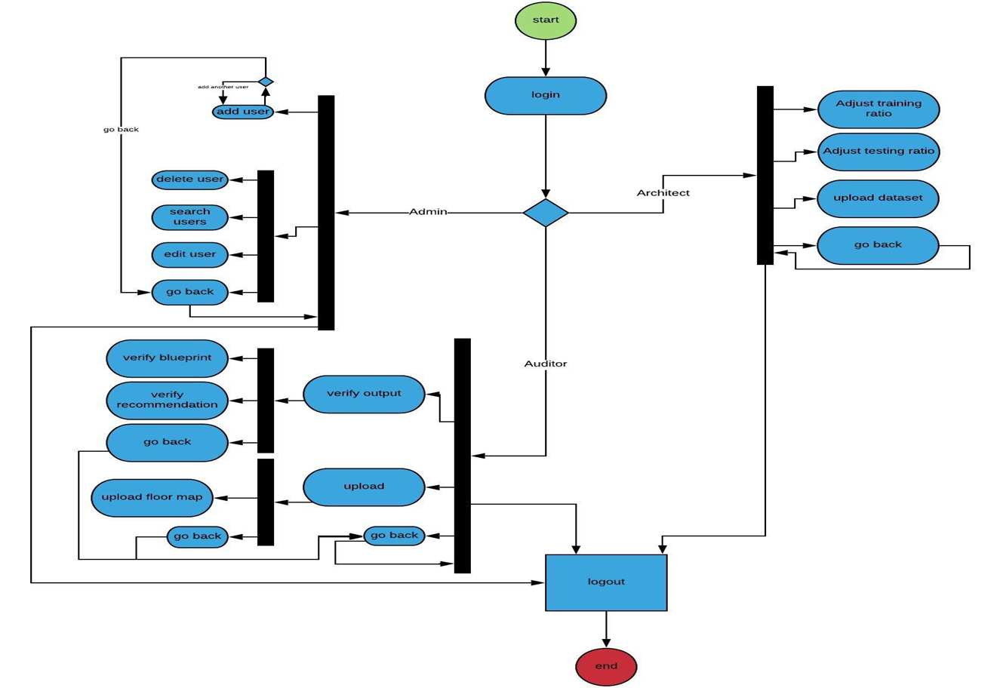 start
login
add another user
add user
go back
delete user
search
users
edit user
go back
Admin
Architect
Adjust training
ratio
Adjust testing ratio
upload dataset
go back
Auditor
verify blueprint
verify
recommendation
go back
verify output
upload floor map
upload
go back
go back
logout
end